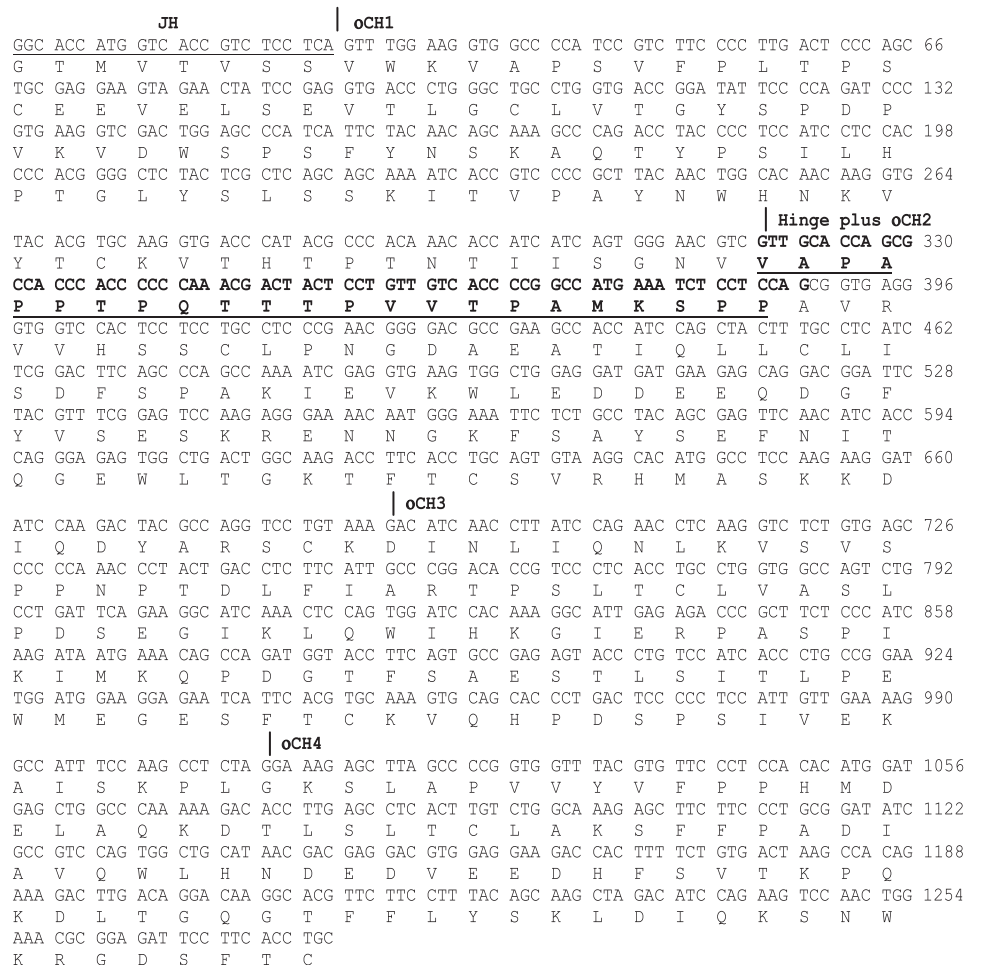 JH | oCH1
GGC ACC ATG GTC ACC GTC TCC TCA GTT TGG AAG GTG GCC CCA TCC GTC TTC CCC TTG ACT CCC AGC 66
G T M V T V S S V W K V A P S V F P L T P S
TGC GAG GAA GTA GAA CTA TCC GAG GTG ACC CTG GGC TGC CTG GTG ACC GGA TAT TCC CCA GAT CCC 132
C E E V E L S E V T L G C L V T G Y S P D P
GTG AAG GTC GAC TGG AGC CCA TCA TTC TAC AAC AGC AAA GCC CAG ACC TAC CCC TCC ATC CTC CAC 198
V K V D W S P S F Y N S K A Q T Y P S I L H
CCC ACG GGG CTC TAC TCG CTC AGC AGC AAA ATC ACC GTC CCC GCT TAC AAC TGG CAC AAC AAG GTG 264
P T G L Y S L S S K I T V P A Y N W H N K V
| Hinge plus oCH2
TAC ACG TGC AAG GTG ACC CAT ACG CCC ACA AAC ACC ATC ATC AGT GGG AAC GTC GTT GCA CCA GCG 330
Y T C K V T H T P T N T I I S G N V V A P A
CCA CCC ACC CCC CAA ACG ACT ACT CCT GTT GTC ACC CCG GCC ATG AAA TCT CCT CCA GCG GTG AGG 396
P P T P Q T T T P V V T P A M K S P P A V R
GTG GTC CAC TCC TCC TGC CTC CCG AAC GGG GAC GCC GAA GCC ACC ATC CAG CTA CTT TGC CTC ATC 462
V V H S S C L P N G D A E A T I Q L L C L I
TCG GAC TTC AGC CCA GCC AAA ATC GAG GTG AAG TGG CTG GAG GAT GAT GAA GAG CAG GAC GGA TTC 528
S D F S P A K I E V K W L E D D E E Q D G F
TAC GTT TCG GAG TCC AAG AGG GAA AAC AAT GGG AAA TTC TCT GCC TAC AGC GAG TTC AAC ATC ACC 594
Y V S E S K R E N N G K F S A Y S E F N I T
CAG GGA GAG TGG CTG ACT GGC AAG ACC TTC ACC TGC AGT GTA AGG CAC ATG GCC TCC AAG AAG GAT 660
Q G E W L T G K T F T C S V R H M A S K K D
| oCH3
ATC CAA GAC TAC GCC AGG TCC TGT AAA GAC ATC AAC CTT ATC CAG AAC CTC AAG GTC TCT GTG AGC 726
I Q D Y A R S C K D I N L I Q N L K V S V S
CCC CCA AAC CCT ACT GAC CTC TTC ATT GCC CGG ACA CCG TCC CTC ACC TGC CTG GTG GCC AGT CTG 792
P P N P T D L F I A R T P S L T C L V A S L
CCT GAT TCA GAA GGC ATC AAA CTC CAG TGG ATC CAC AAA GGC ATT GAG AGA CCC GCT TCT CCC ATC 858
P D S E G I K L Q W I H K G I E R P A S P I
AAG ATA ATG AAA CAG CCA GAT GGT ACC TTC AGT GCC GAG AGT ACC CTG TCC ATC ACC CTG CCG GAA 924
K I M K Q P D G T F S A E S T L S I T L P E
TGG ATG GAA GGA GAA TCA TTC ACG TGC AAA GTG CAG CAC CCT GAC TCC CCC TCC ATT GTT GAA AAG 990
W M E G E S F T C K V Q H P D S P S I V E K
| oCH4
GCC ATT TCC AAG CCT CTA GGA AAG AGC TTA GCC CCG GTG GTT TAC GTG TTC CCT CCA CAC ATG GAT 1056
A I S K P L G K S L A P V V Y V F P P H M D
GAG CTG GCC CAA AAA GAC ACC TTG AGC CTC ACT TGT CTG GCA AAG AGC TTC TTC CCT GCG GAT ATC 1122
E L A Q K D T L S L T C L A K S F F P A D I
GCC GTC CAG TGG CTG CAT AAC GAC GAG GAC GTG GAG GAA GAC CAC TTT TCT GTG ACT AAG CCA CAG 1188
A V Q W L H N D E D V E E D H F S V T K P Q
AAA GAC TTG ACA GGA CAA GGC ACG TTC TTC CTT TAC AGC AAG CTA GAC ATC CAG AAG TCC AAC TGG 1254
K D L T G Q G T F F L Y S K L D I Q K S N W
AAA CGC GGA GAT TCC TTC ACC TGC
K R G D S F T C